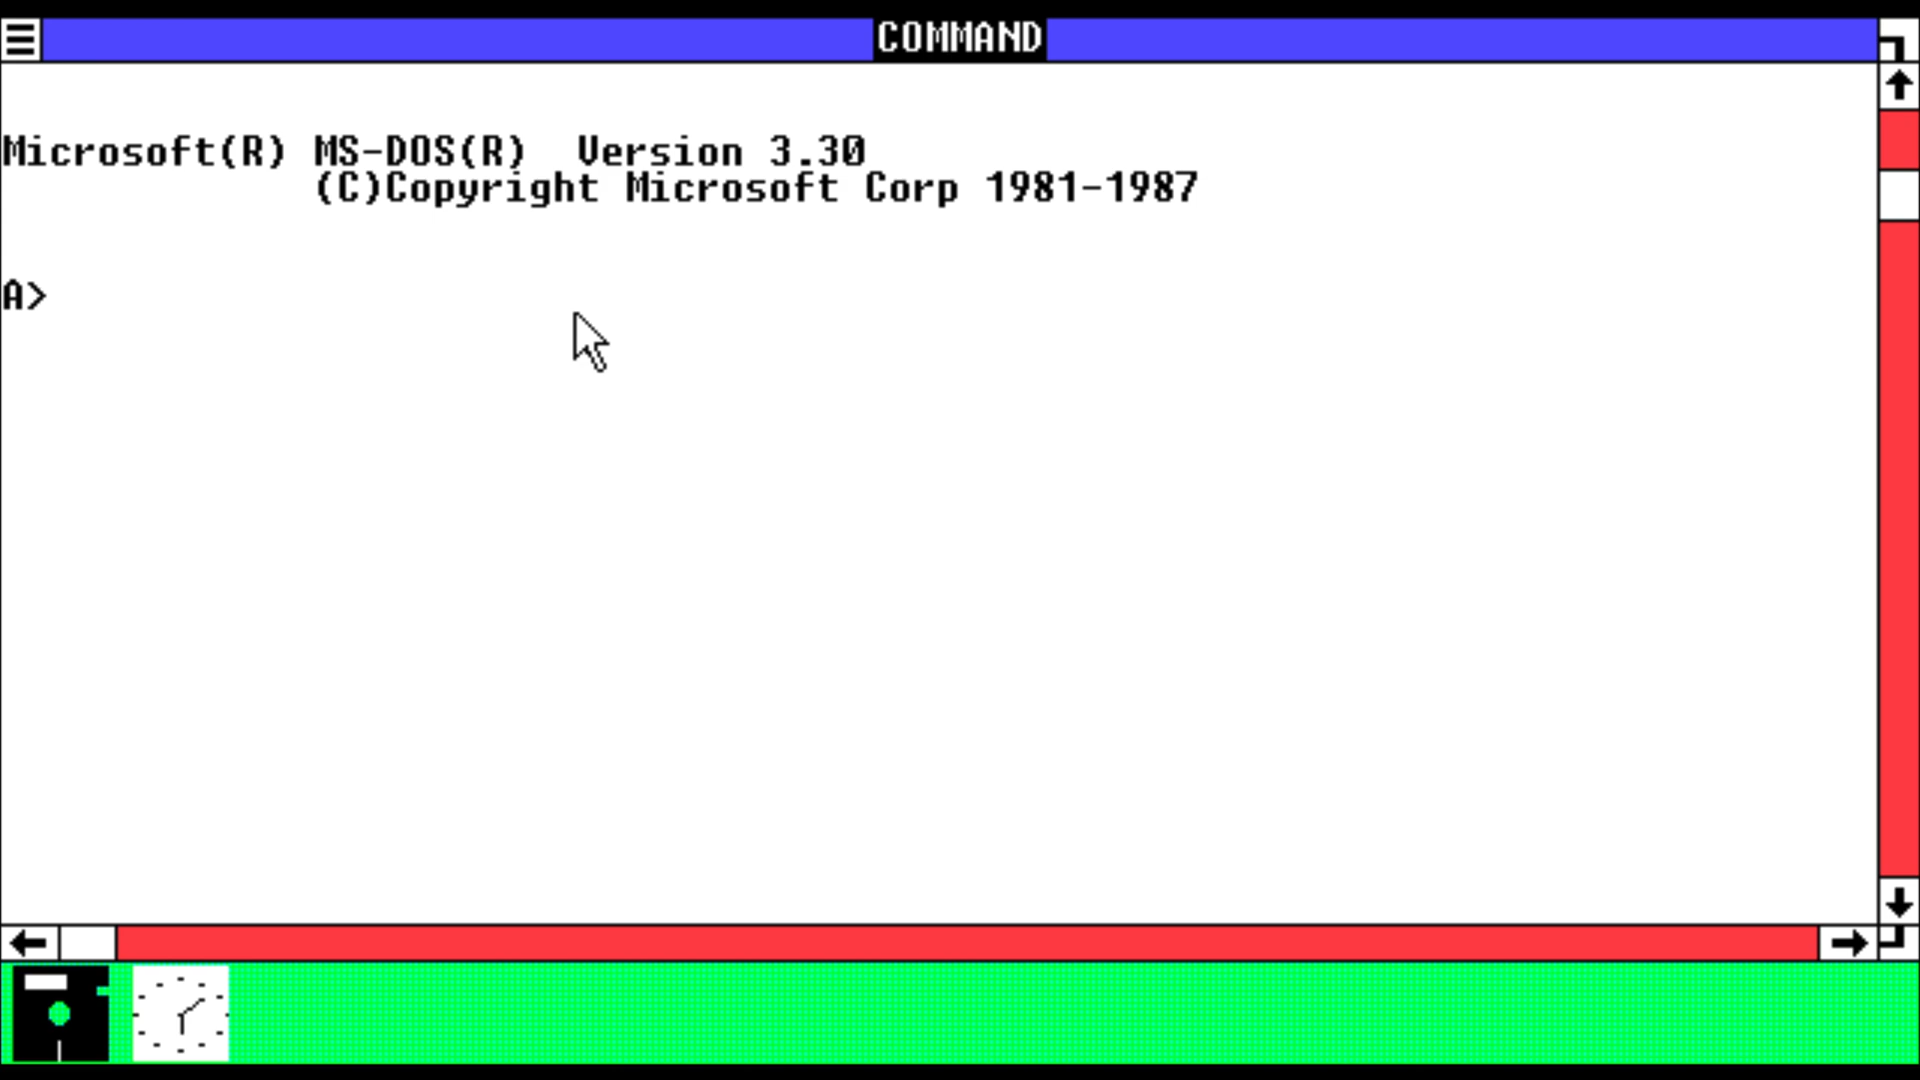 COMMAND
Microsoft(R) MS-DOS(R)  Version 3.30
(C)Copyright Microsoft Corp 1981-1987
A>